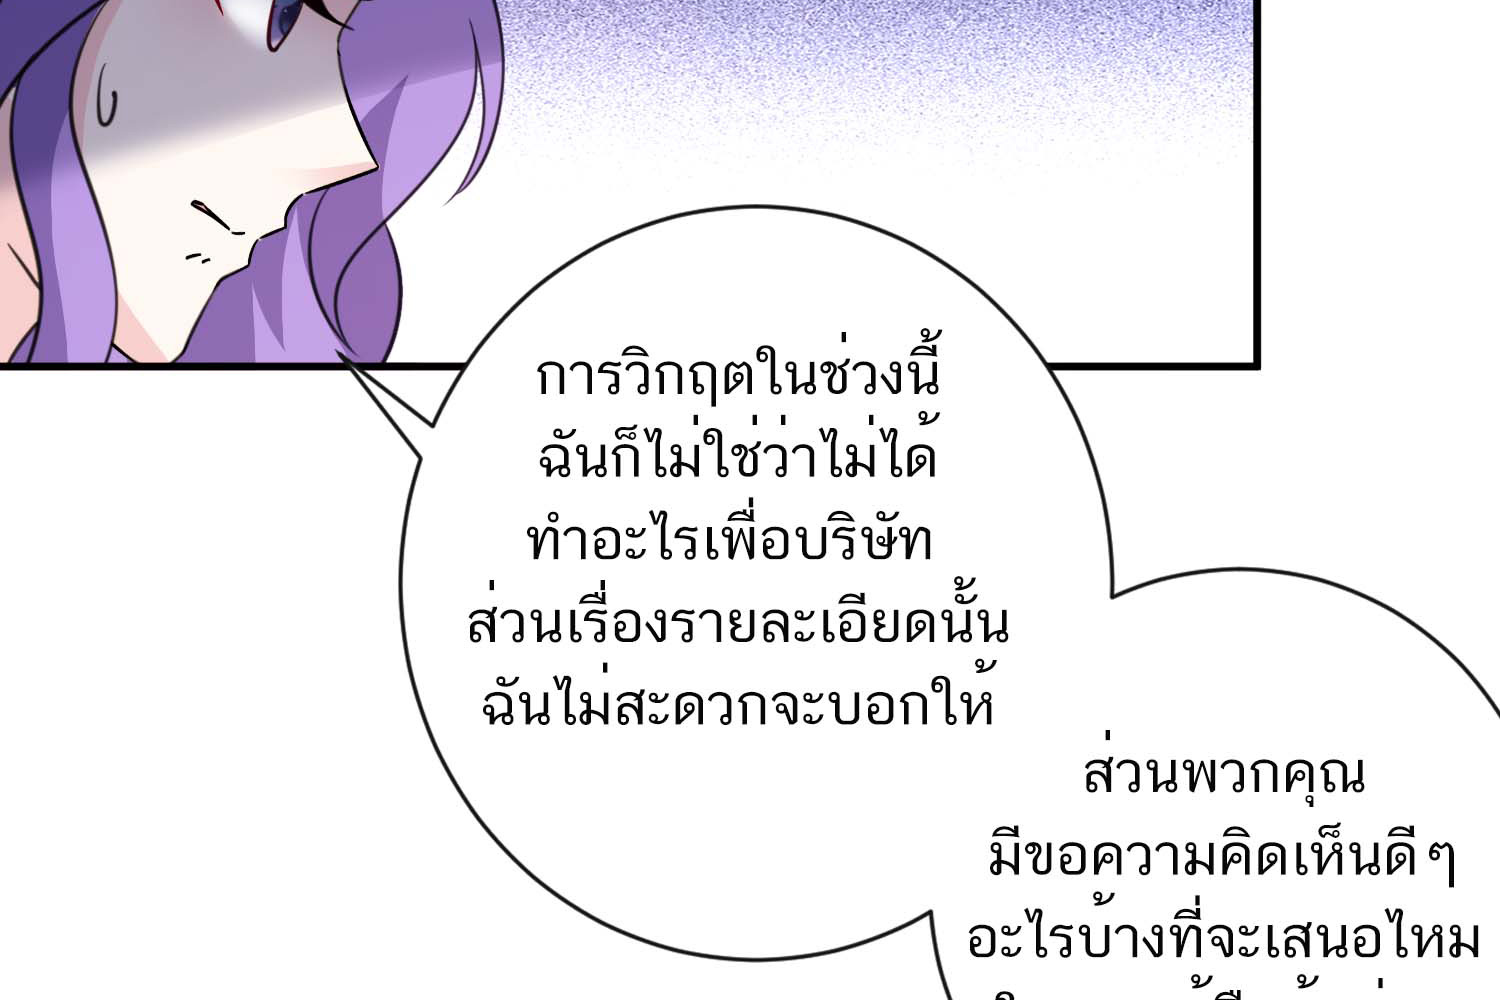 การวิกฤตในช่วงนี้
ฉันก็ไม่ใช่ว่าไม่ได้
ทำอะไรเพื่อบริษัท
ส่วนเรื่องรายละเอียดนั้น
ฉันไม่สะดวกจะบอกให้
ส่วนพวกคุณ
มีขอความคิดเห็นดีๆ
อะไรบ้างที่จะเสนอไหม